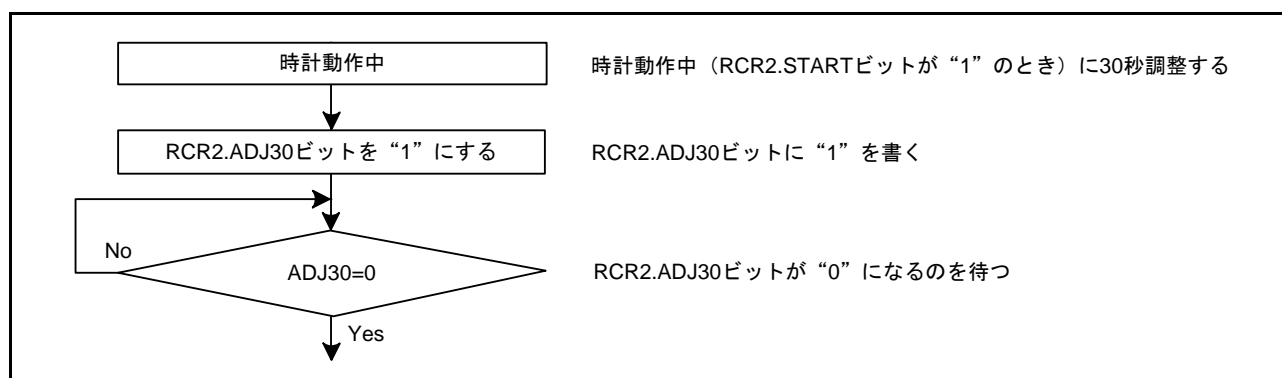 時計動作中
時計動作中（RCR2.STARTビットが“1”のとき）に30秒調整する
RCR2.ADJ30ビットを“1”にする
RCR2.ADJ30ビットに“1”を書く
No
ADJ30=0
RCR2.ADJ30ビットが“0”になるのを待つ
Yes